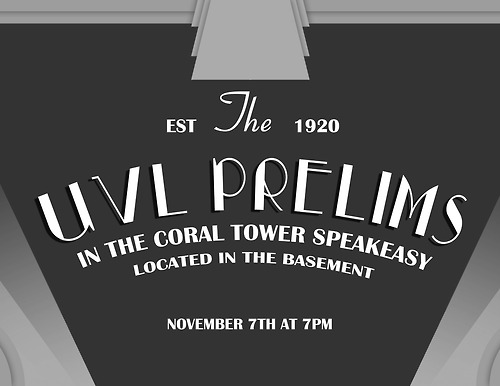 The
EST 1920
UVL PRELIMS
IN THE CORAL TOWER SPEAKEASY
LOCATED IN THE BASEMENT
NOVEMBER 7TH AT 7PM